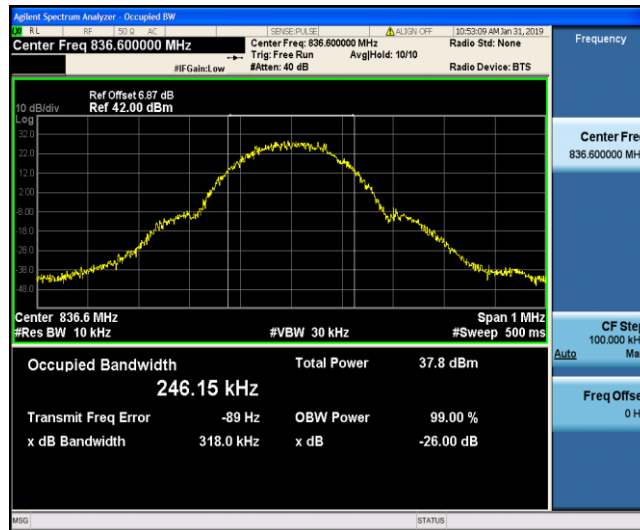 Agilent Spectrum Analyzer - Occupied BW
RL RF 50 Ω AC SENSE:PULSE ALIGN OFF 10:53:09 AM Jan 31, 2019
Center Freq 836.600000 MHz
Center Freq: 836.600000 MHz
Radio Std: None
Trig: Free Run Avg|Hold: 10/10
#IFGain:Low #Atten: 40 dB Radio Device: BTS
Frequency
Ref Offset 6.87 dB
10 dB/div Ref 42.00 dBm
Log
32.0
22.0
12.0
2.00
-8.00
-18.0
-28.0
-38.0
-48.0
Center Fre
836.600000 MH
Center 836.6 MHz Span 1 MHz
#Res BW 10 kHz #VBW 30 kHz #Sweep 500 ms
CF Step
100.000 kH
Auto Ma
Occupied Bandwidth Total Power 37.8 dBm
246.15 kHz
Transmit Freq Error -89 Hz OBW Power 99.00 %
x dB Bandwidth 318.0 kHz x dB -26.00 dB
Freq Offse
0 H
MSG STATUS